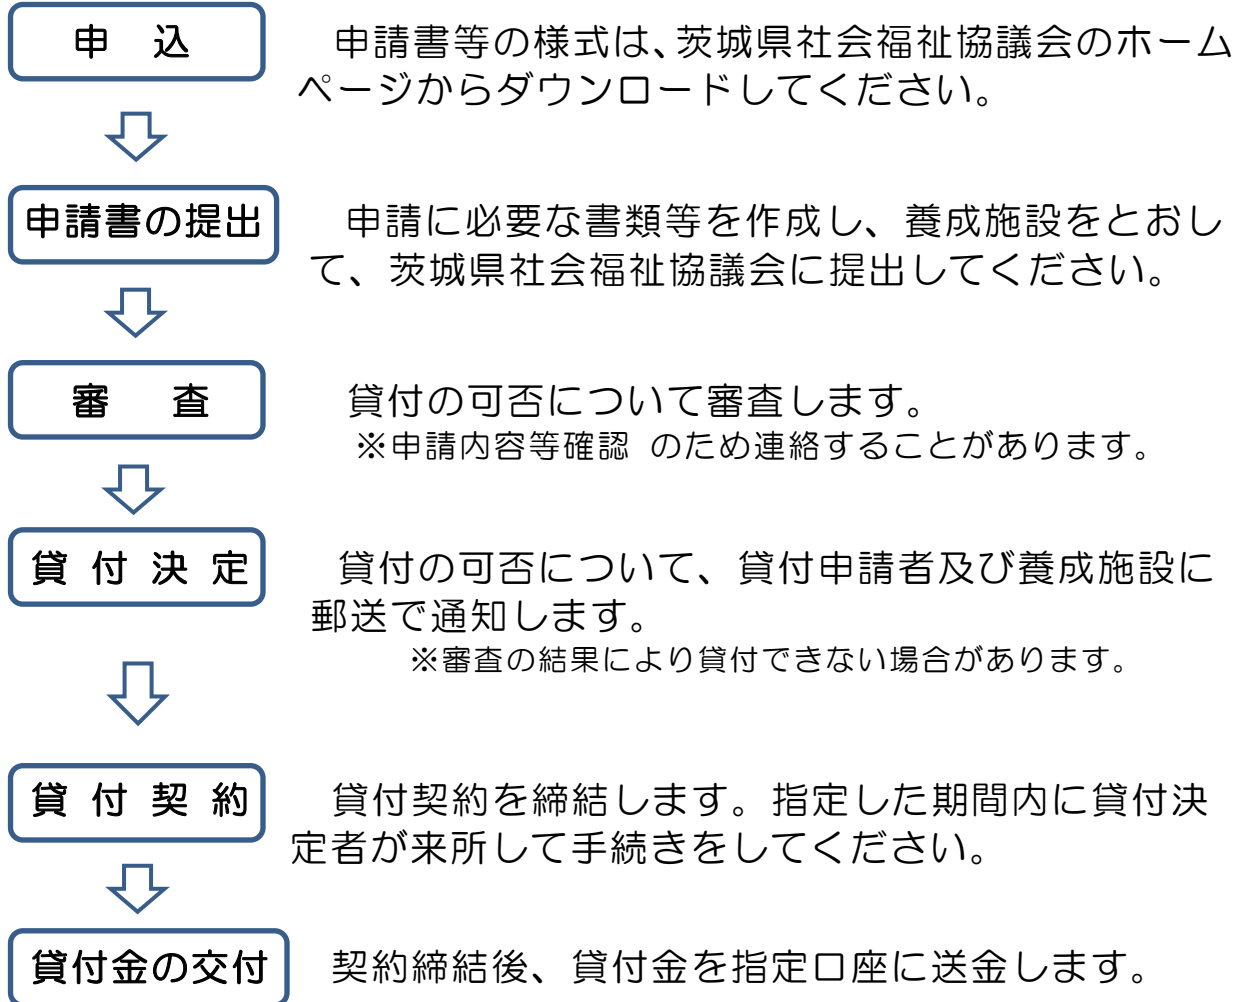 申　込
申請書等の様式は、茨城県社会福祉協議会のホーム
ページからダウンロードしてください。
申請書の提出
申請に必要な書類等を作成し、養成施設をとおし
て、茨城県社会福祉協議会に提出してください。
審　査
貸付の可否について審査します。
※申請内容等確認 のため連絡することがあります。
貸 付 決 定
貸付の可否について、貸付申請者及び養成施設に
郵送で通知します。
※審査の結果により貸付できない場合があります。
貸 付 契 約
貸付契約を締結します。指定した期間内に貸付決
定者が来所して手続きをしてください。
貸付金の交付
契約締結後、貸付金を指定口座に送金します。